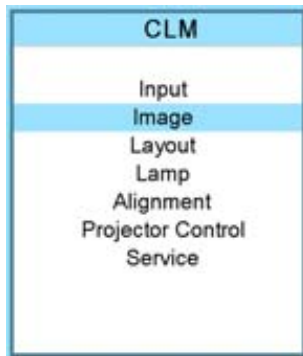 CLM
Input
Image
Layout
Lamp
Alignment
Projector Control
Service